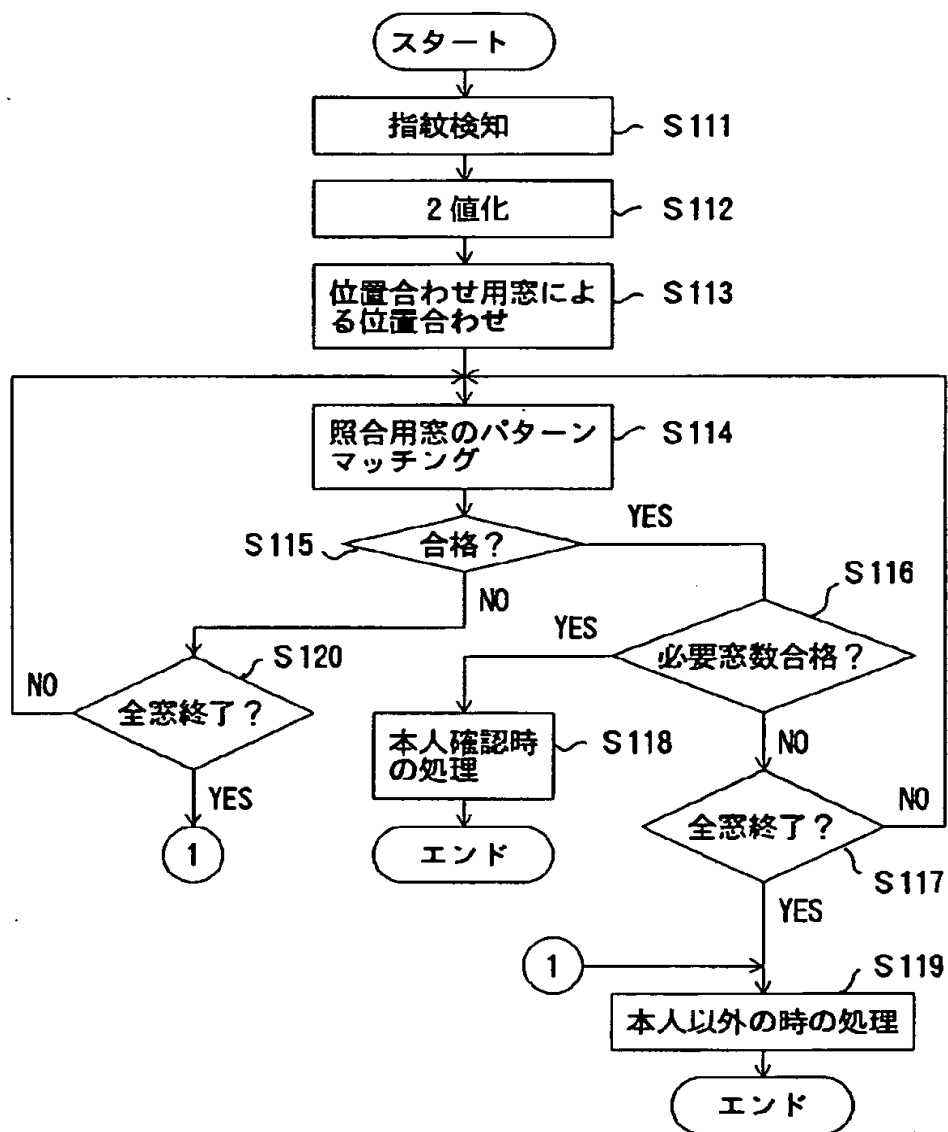 スタート
指紋検知
S111
2値化
S112
位置合わせ用窓によ
る位置合わせ
S113
照合用窓のパターン
マッチング
S114
合格?
S115
YES
NO
S116
必要窓数合格?
YES
NO
S120
全窓終了?
NO
YES
1
本人確認時
の処理
S118
エンド
全窓終了?
NO
S117
YES
1
S119
本人以外の時の処理
エンド